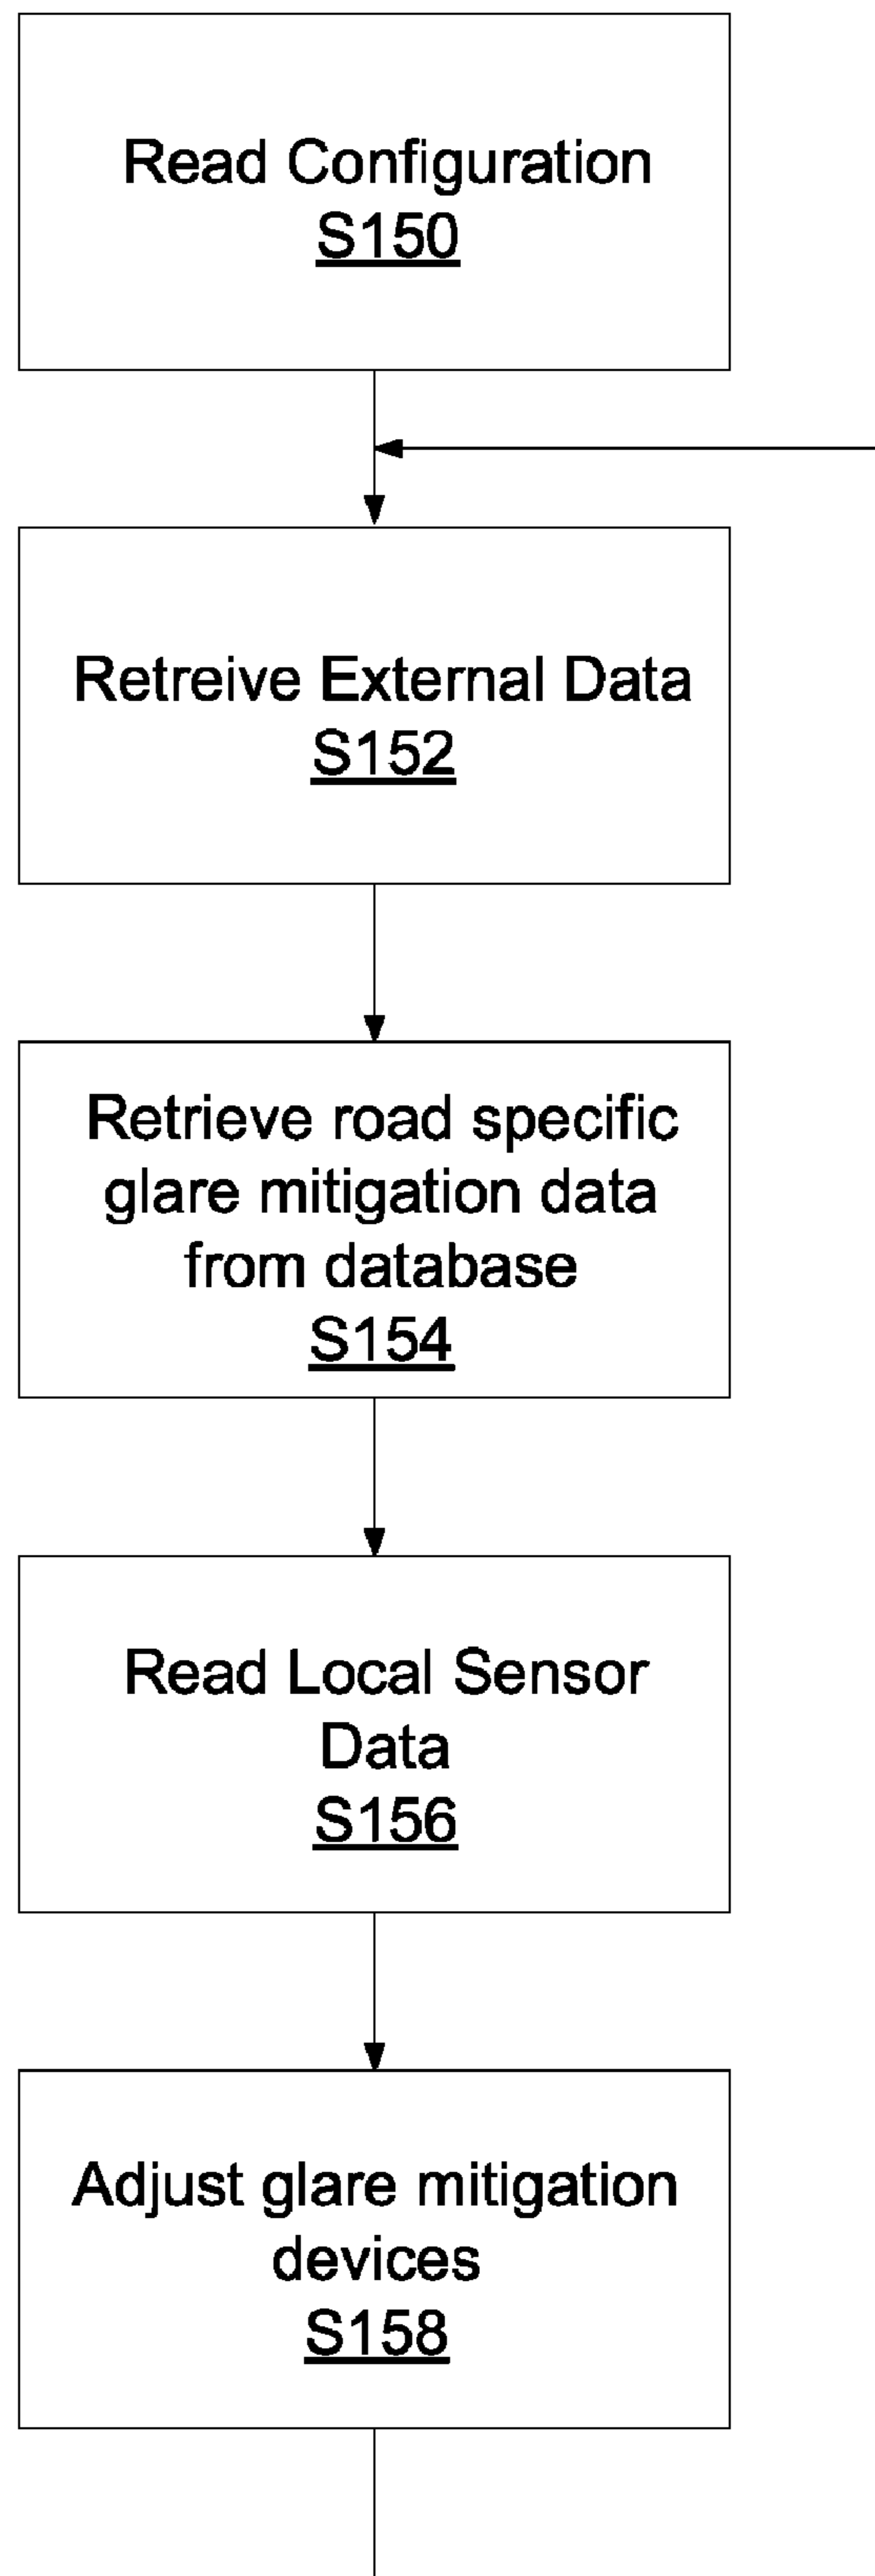 Read Configuration
S150
Retreive External Data
S152
Retrieve road specific
glare mitigation data
from database
S154
Read Local Sensor
Data
S156
Adjust glare mitigation
devices
S158